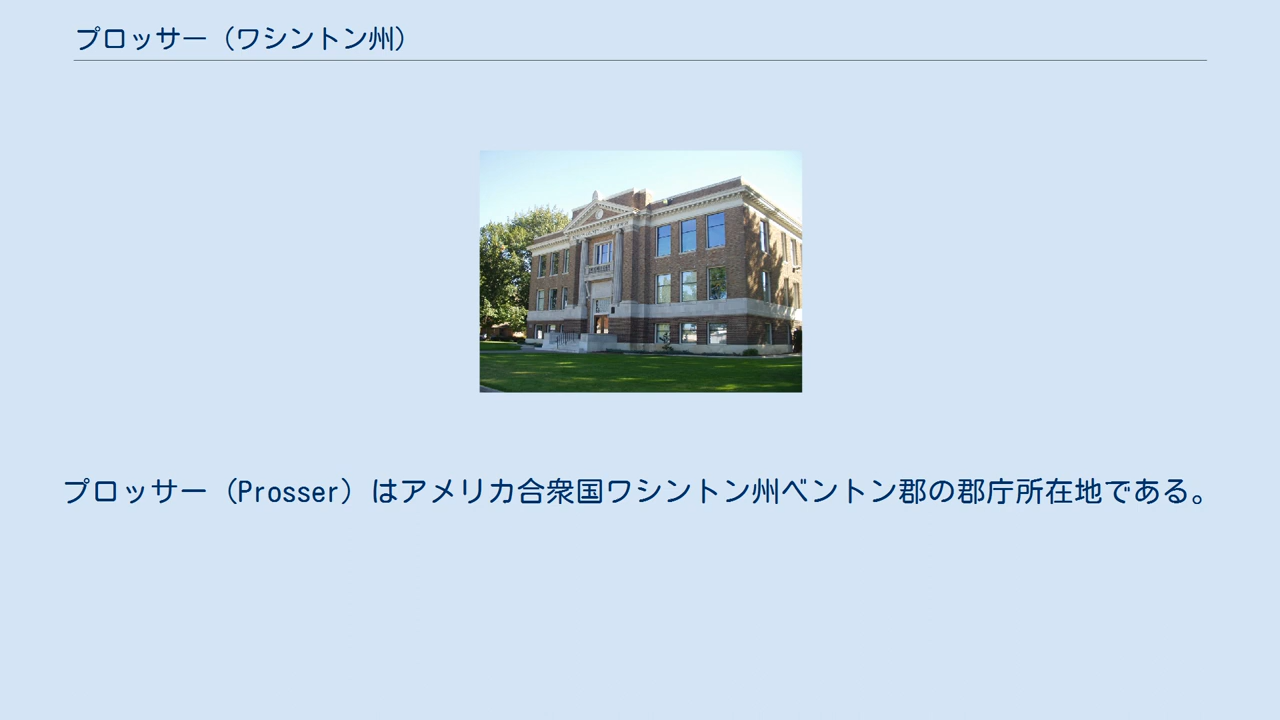 プロッサー（ワシントン州）
プロッサー（Prosser）はアメリカ合衆国ワシントン州ベントン郡の郡庁所在地である。